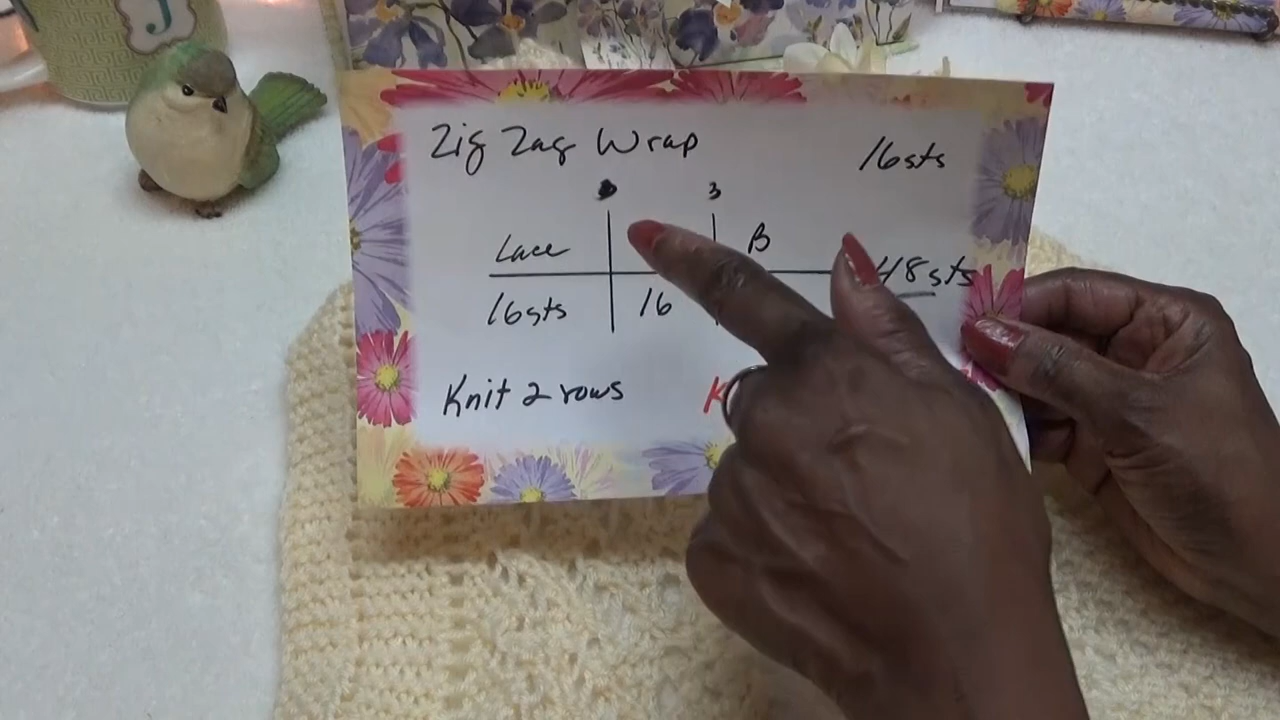 Zig Zag Wrap
16sts
3
Lace
B
48sts
16sts
16
Knit 2 rows
K
J